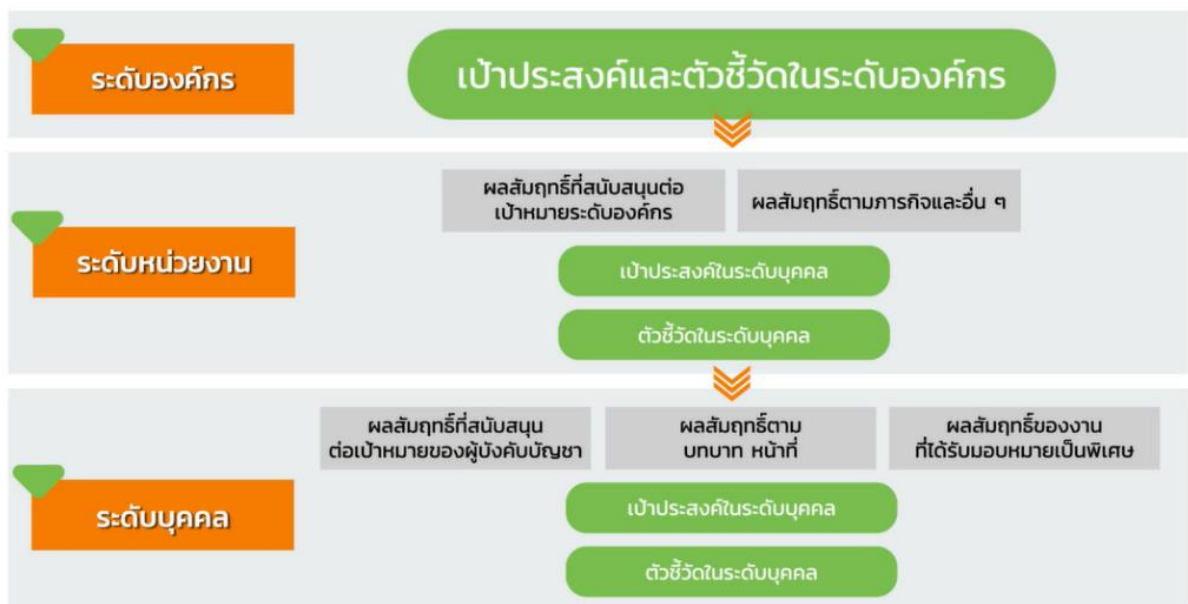 ระดับองค์กร
เป้าประสงค์และตัวชี้วัดในระดับองค์กร
ระดับหน่วยงาน
ผลสัมฤทธิ์ที่สนับสนุนต่อ
เป้าหมายระดับองค์กร
ผลสัมฤทธิ์ตามภารกิจและอื่น ๆ
เป้าประสงค์ในระดับบุคคล
ตัวชี้วัดในระดับบุคคล
ระดับบุคคล
ผลสัมฤทธิ์ที่สนับสนุน
ต่อเป้าหมายของผู้บังคับบัญชา
ผลสัมฤทธิ์ตาม
บทบาท หน้าที่
ผลสัมฤทธิ์ของงาน
ที่ได้รับมอบหมายเป็นพิเศษ
เป้าประสงค์ในระดับบุคคล
ตัวชี้วัดในระดับบุคคล